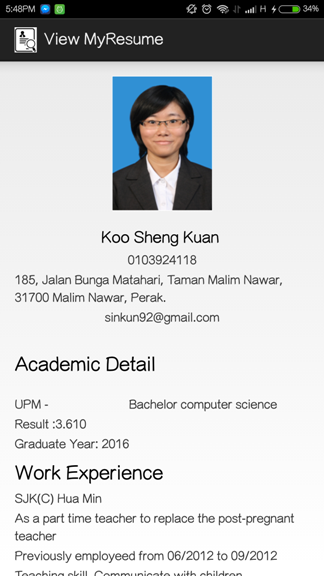 5:48PM H 34%
View MyResume
Koo Sheng Kuan
0103924118
185, Jalan Bunga Matahari, Taman Malim Nawar,
31700 Malim Nawar, Perak.
sinkun92@gmail.com
Academic Detail
UPM - Bachelor computer science
Result :3.610
Graduate Year: 2016
Work Experience
SJK(C) Hua Min
As a part time teacher to replace the post-pregnant
teacher
Previously employeed from 06/2012 to 09/2012
Teaching skill, Communicate with children